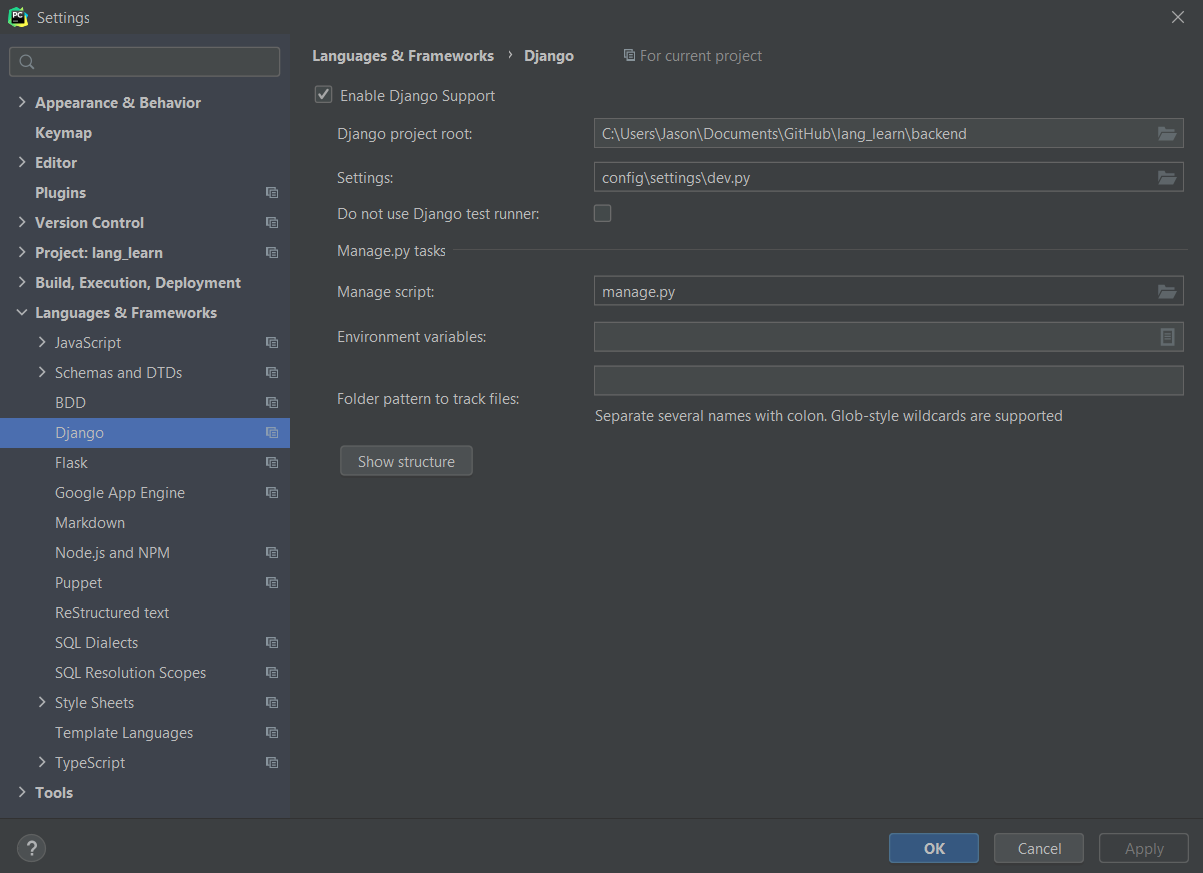 Settings
Appearance & Behavior
Keymap
Editor
Plugins
Version Control
Project: lang_learn
Build, Execution, Deployment
Languages & Frameworks
JavaScript
Schemas and DTDs
BDD
Django
Flask
Google App Engine
Markdown
Node.js and NPM
Puppet
ReStructured text
SQL Dialects
SQL Resolution Scopes
Style Sheets
Template Languages
TypeScript
Tools
Languages & Frameworks › Django For current project
Enable Django Support
Django project root: C:\Users\Jason\Documents\GitHub\lang_learn\backend
Settings: config\settings\dev.py
Do not use Django test runner:
Manage.py tasks
Manage script: manage.py
Environment variables:
Folder pattern to track files:
Separate several names with colon. Glob-style wildcards are supported
Show structure
? OK Cancel Apply